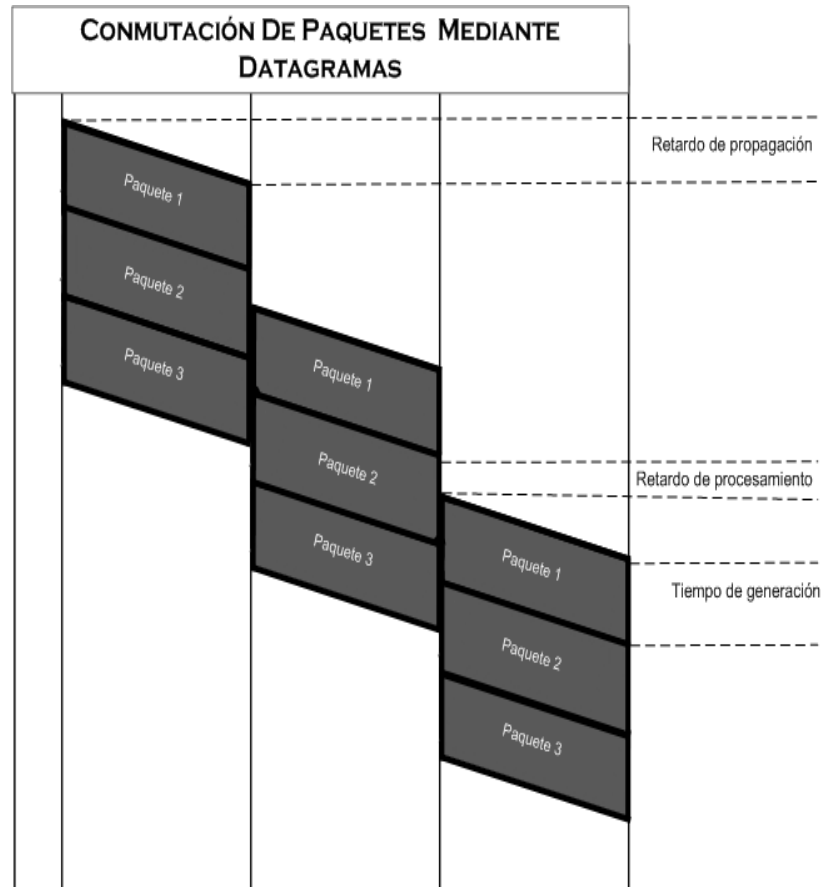 CONMUTACIÓN DE PAQUETES MEDIANTE
DATAGRAMAS
Retardo de propagación
Paquete 1
Paquete 2
Paquete 3
Paquete 1
Paquete 2
Paquete 3
Retardo de procesamiento
Paquete 1
Tiempo de generación
Paquete 2
Paquete 3